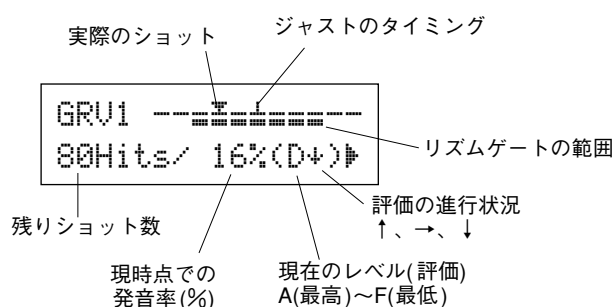 実際のショット
ジャストのタイミング
GRV1
80Hits/ 16%(D↓)
リズムゲートの範囲
残りショット数
評価の進行状況
↑、→、↓
現時点での
発音率(%)
現在のレベル(評価)
A(最高)〜F(最低)